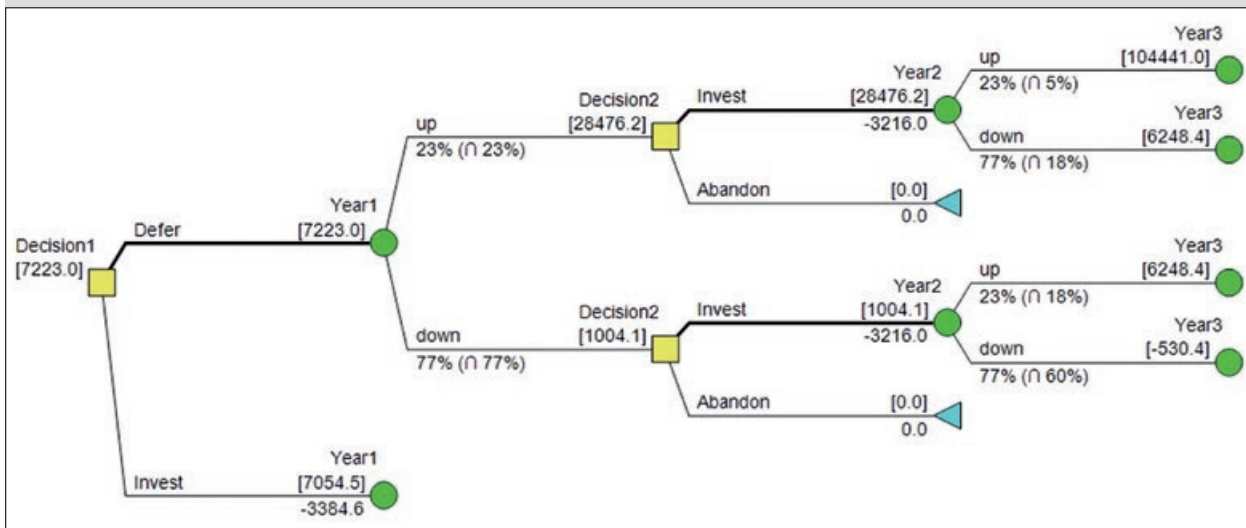 Decision1
[7223.0]
Defer
Year1
[7223.0]
up
23% (∩ 23%)
Decision2
[28476.2]
Invest
Year2
[28476.2]
-3216.0
up
23% (∩ 5%)
Year3
[104441.0]
down
77% (∩ 18%)
Year3
[6248.4]
Abandon
[0.0]
0.0
down
77% (∩ 77%)
Decision2
[1004.1]
Invest
Year2
[1004.1]
-3216.0
up
23% (∩ 18%)
Year3
[6248.4]
down
77% (∩ 60%)
Year3
[-530.4]
Abandon
[0.0]
0.0
Invest
Year1
[7054.5]
-3384.6